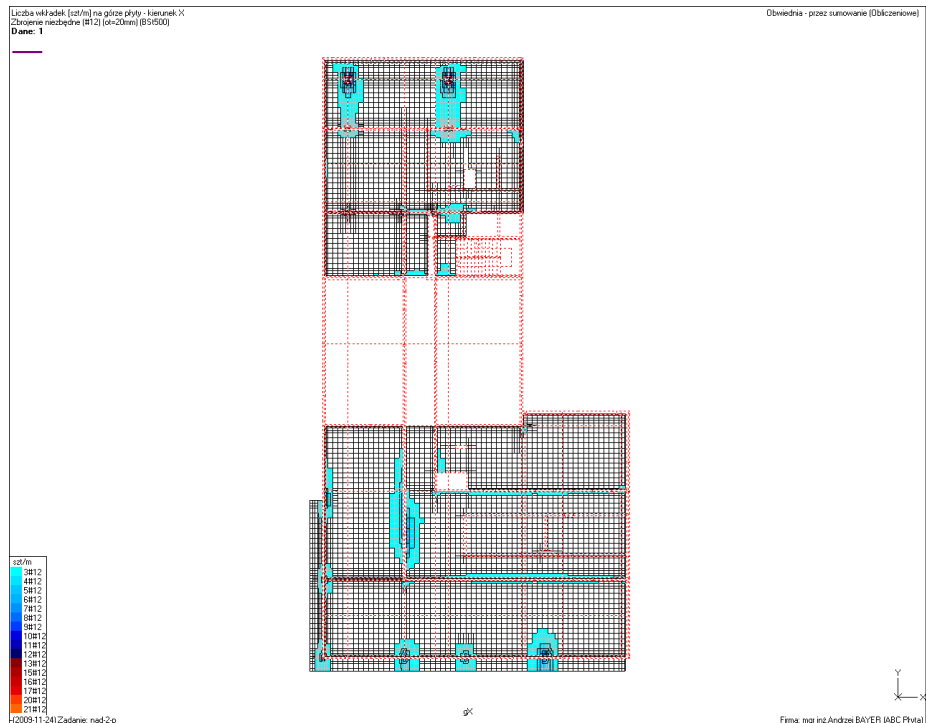 Liczba wkładek [szt/m] na górze płyty - kierunek X
Obwiednia - przez sumowanie (Obliczeniowe)
Zbrojenie niezbędne (#12) (ot=20mm) (BSt500)
Dane: 1
szt/m
3#12
4#12
5#12
6#12
7#12
8#12
9#12
10#12
11#12
12#12
13#12
15#12
16#12
17#12
20#12
21#12
Y
X
X
(2009-11-24) Zadanie: nad-2-p
Firma: mgr inż.Andrzej BAYER (ABC Płyta)